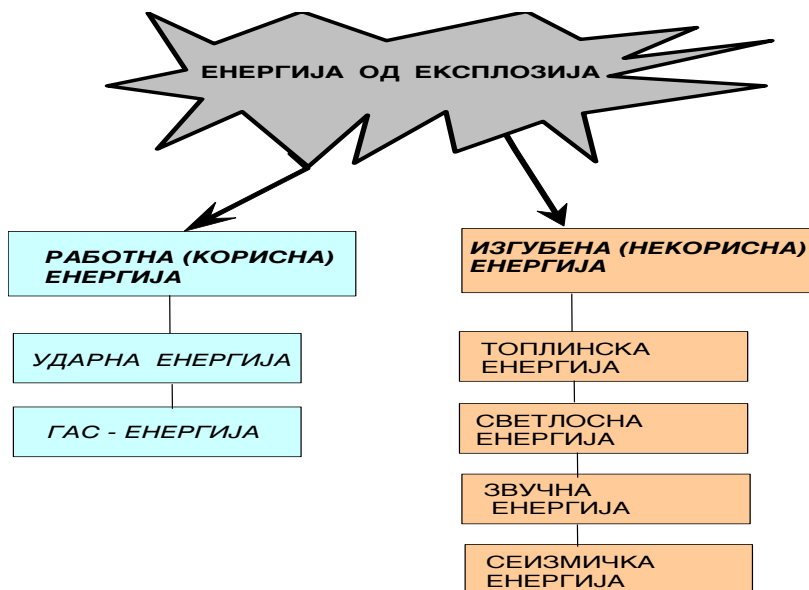 ЕНЕРГИЈА ОД ЕКСПЛОЗИЈА
РАБОТНА (КОРИСНА)
ЕНЕРГИЈА
УДАРНА ЕНЕРГИЈА
ГАС - ЕНЕРГИЈА
ИЗГУБЕНА (НЕКОРИСНА)
ЕНЕРГИЈА
ТОПЛИНСКА
ЕНЕРГИЈА
СВЕТЛОСНА
ЕНЕРГИЈА
ЗВУЧНА
ЕНЕРГИЈА
СЕИЗМИЧКА
ЕНЕРГИЈА